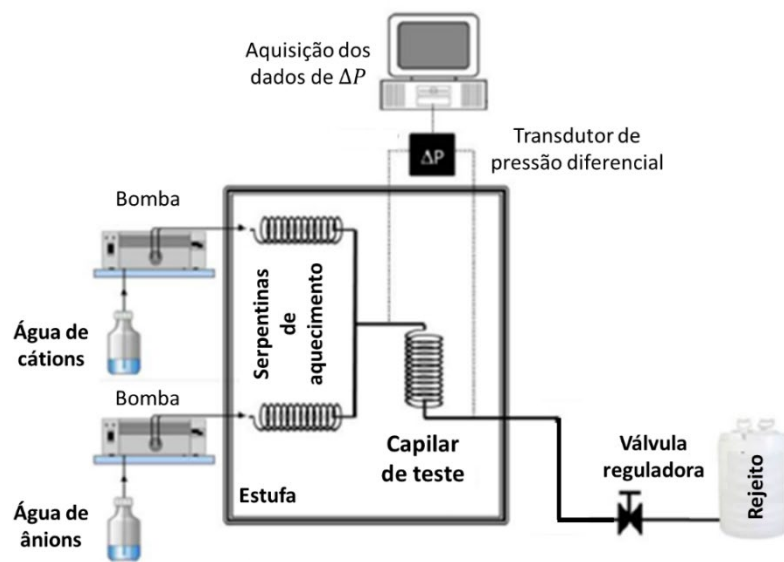 Aquisição dos
dados de ΔP
Transdutor de
pressão diferencial
ΔP
Bomba
Água de
cátions
Serpentinas
de
aquecimento
Bomba
Água de
ânions
Estufa
Capilar
de teste
Válvula
reguladora
Rejeito